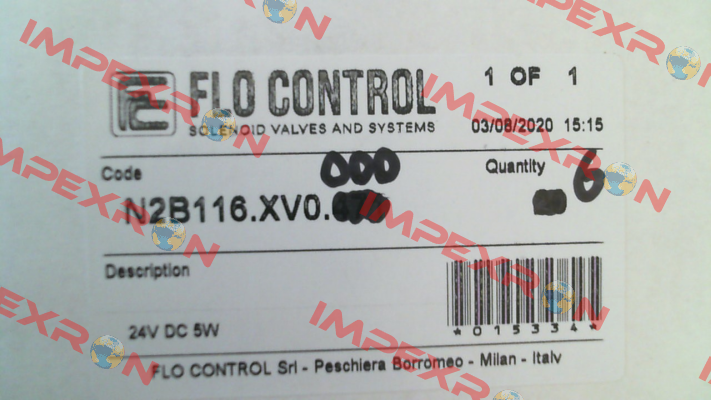 FLO CONTROL
SOLENOID VALVES AND SYSTEMS
1 OF 1
03/08/2020 15:15
Code
000
Quantity
6
N2B116.XV0.
Description
24V DC 5W
*015334*
FLO CONTROL Srl - Peschiera Borromeo - Milan - Italy
IMPEXRON